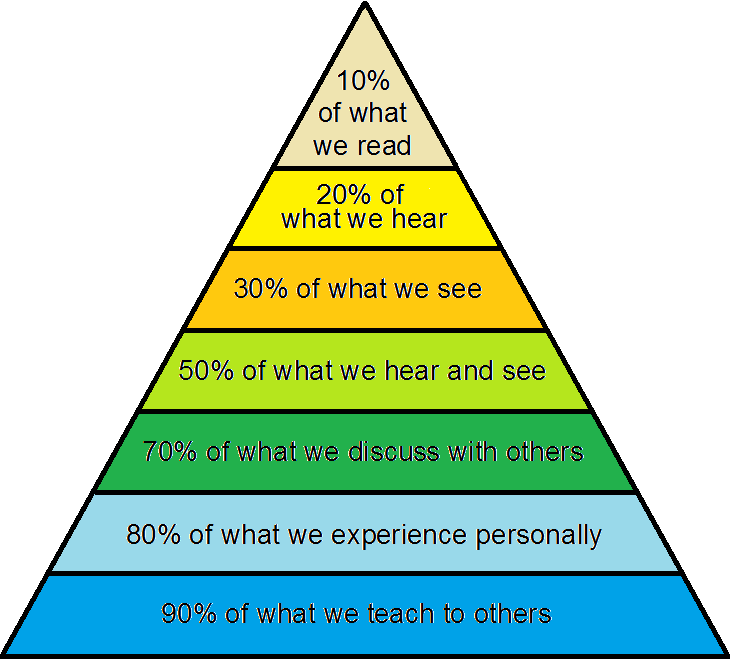 10%
of what
we read
20% of
what we hear
30% of what we see
50% of what we hear and see
70% of what we discuss with others
80% of what we experience personally
90% of what we teach to others